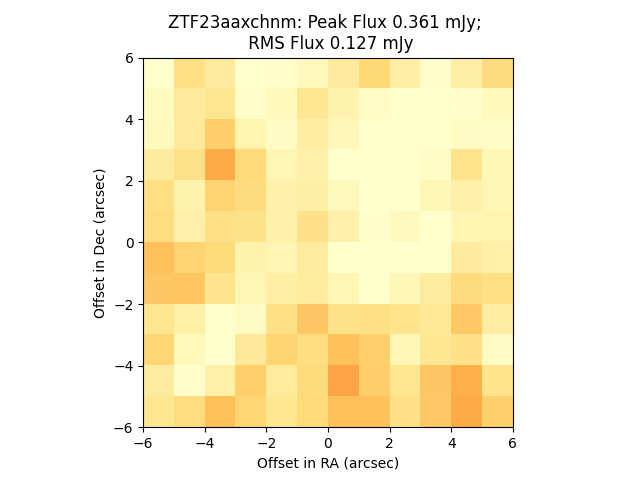 ZTF23aaxchnm: Peak Flux 0.361 mJy;
RMS Flux 0.127 mJy
6
4
2
0
−2
−4
−6
Offset in Dec (arcsec)
−6 −4 −2 0 2 4 6
Offset in RA (arcsec)